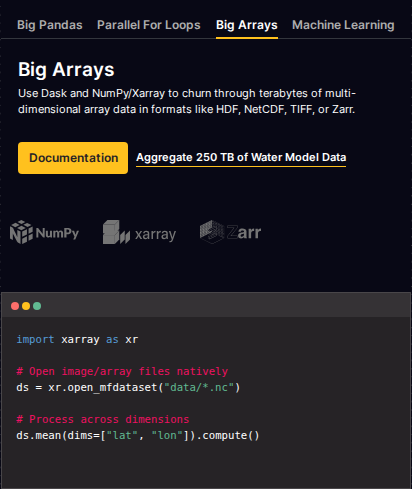 Big Pandas Parallel For Loops Big Arrays Machine Learning
Big Arrays
Use Dask and NumPy/Xarray to churn through terabytes of multi-
dimensional array data in formats like HDF, NetCDF, TIFF, or Zarr.
Documentation Aggregate 250 TB of Water Model Data
NumPy xarray Zarr
import xarray as xr
# Open image/array files natively
ds = xr.open_mfdataset("data/*.nc")
# Process across dimensions
ds.mean(dims=["lat", "lon"]).compute()